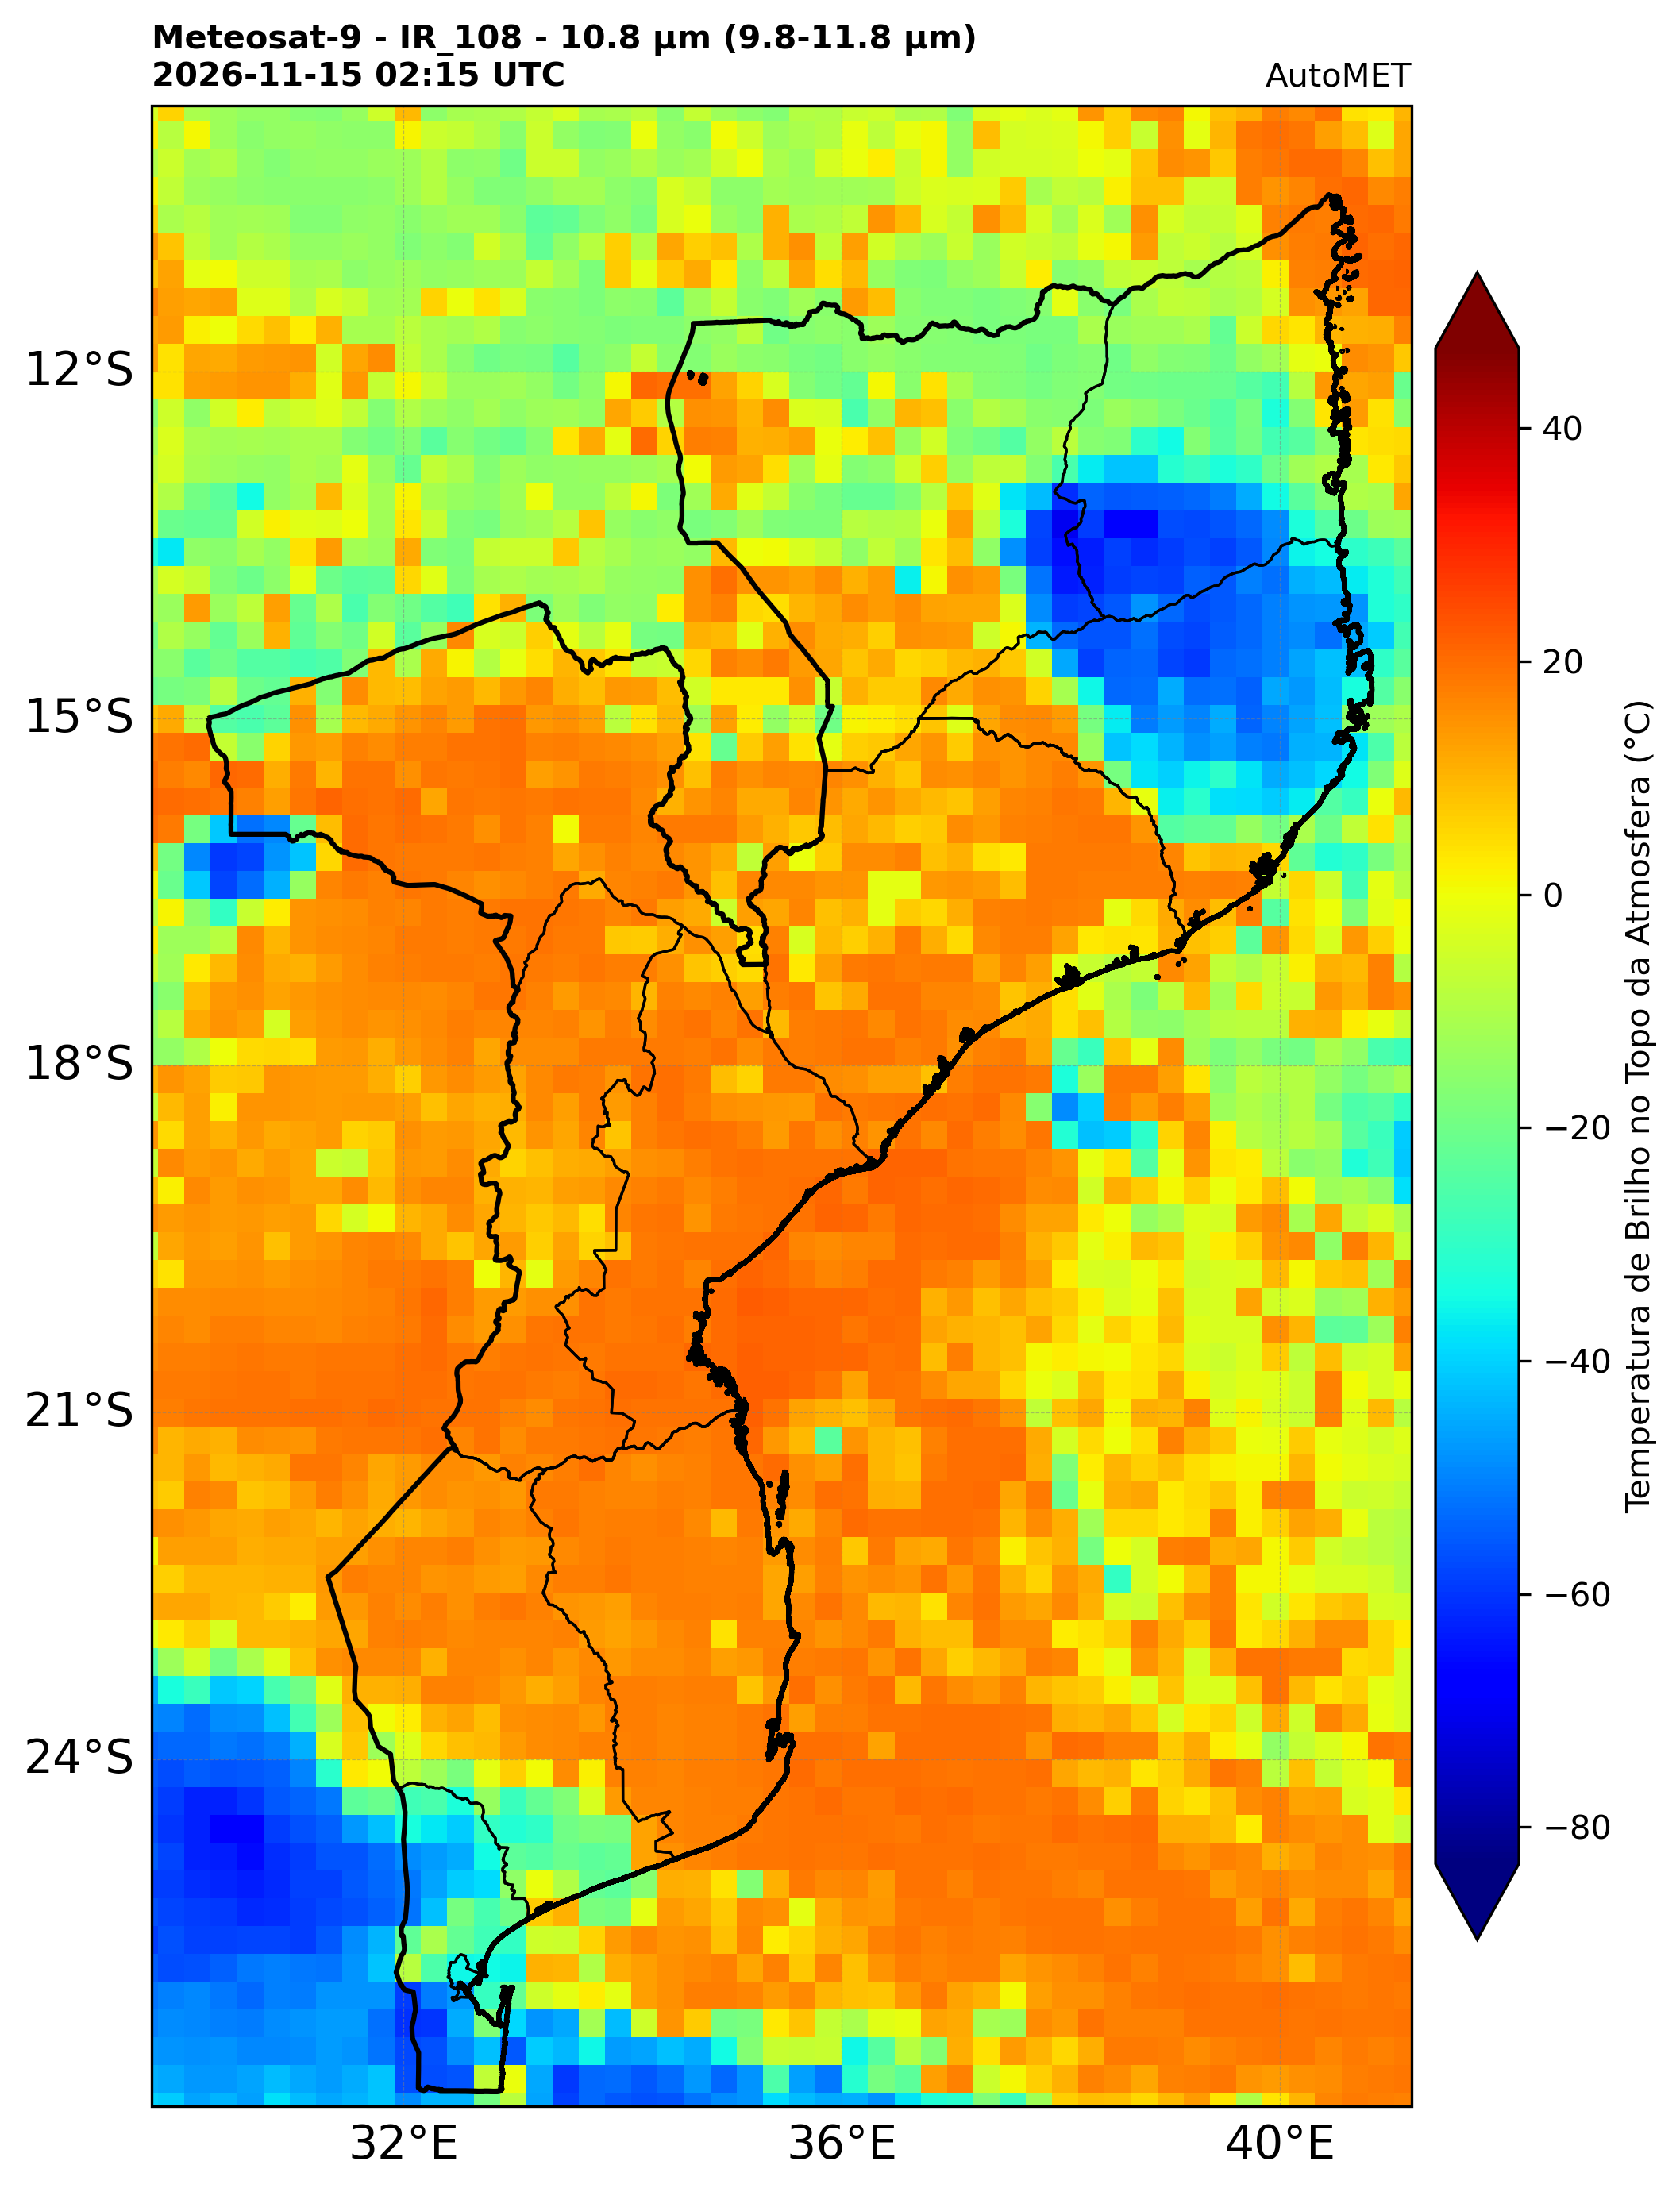 Meteosat-9 - IR_108 - 10.8 µm (9.8-11.8 µm)
2026-11-15 02:15 UTC
AutoMET
12°S
15°S
18°S
21°S
24°S
32°E
36°E
40°E
40
20
0
−20
−40
−60
−80
Temperatura de Brilho no Topo da Atmosfera (°C)